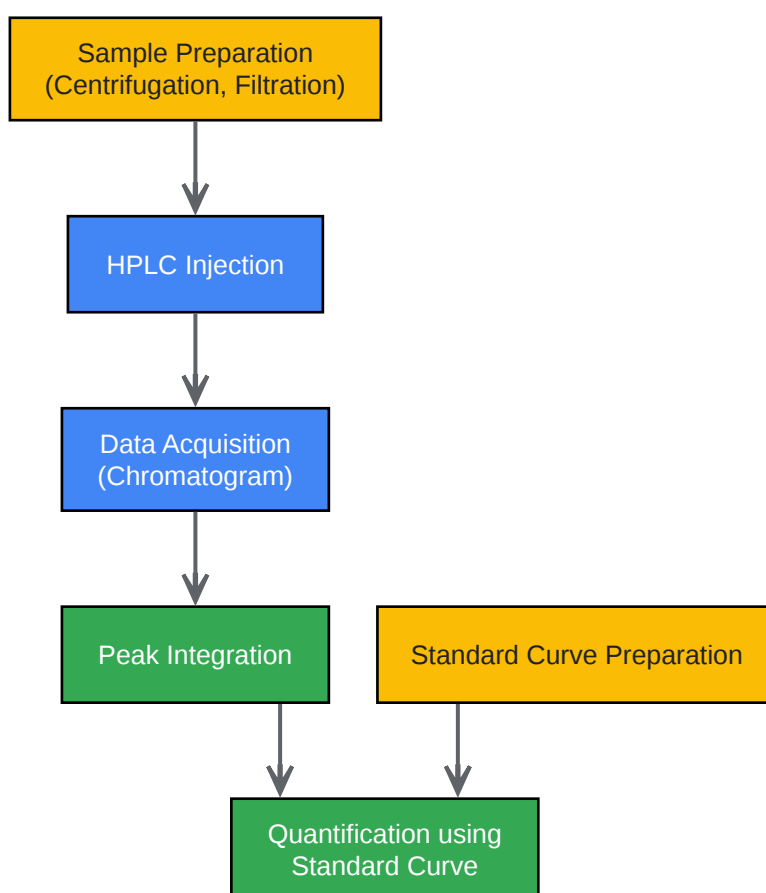 Sample Preparation
(Centrifugation, Filtration)
HPLC Injection
Data Acquisition
(Chromatogram)
Peak Integration
Standard Curve Preparation
Quantification using
Standard Curve